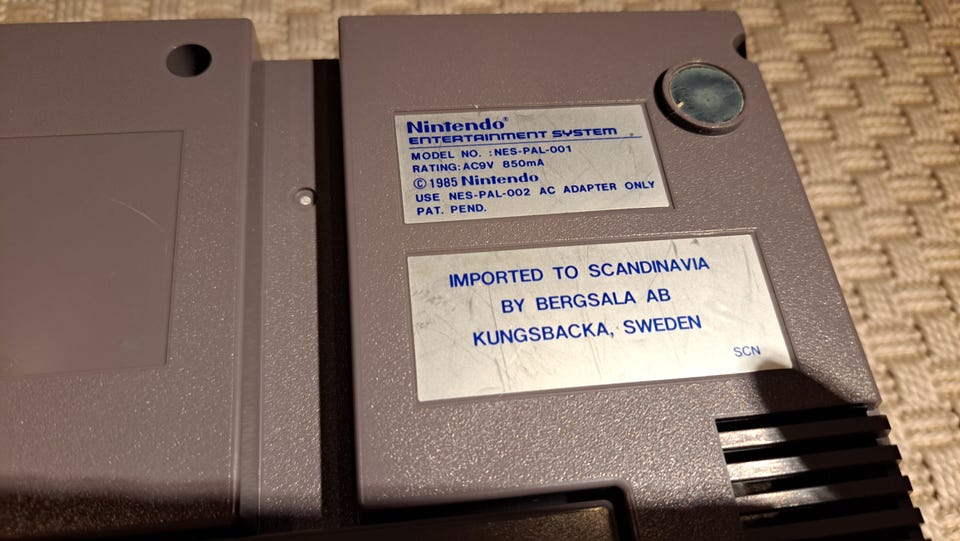 Nintendo®
ENTERTAINMENT SYSTEM
MODEL NO. :NES-PAL-001
RATING:AC9V 850mA
©1985 Nintendo
USE NES-PAL-002 AC ADAPTER ONLY
PAT. PEND.
IMPORTED TO SCANDINAVIA
BY BERGSALA AB
KUNGSBACKA, SWEDEN
SCN